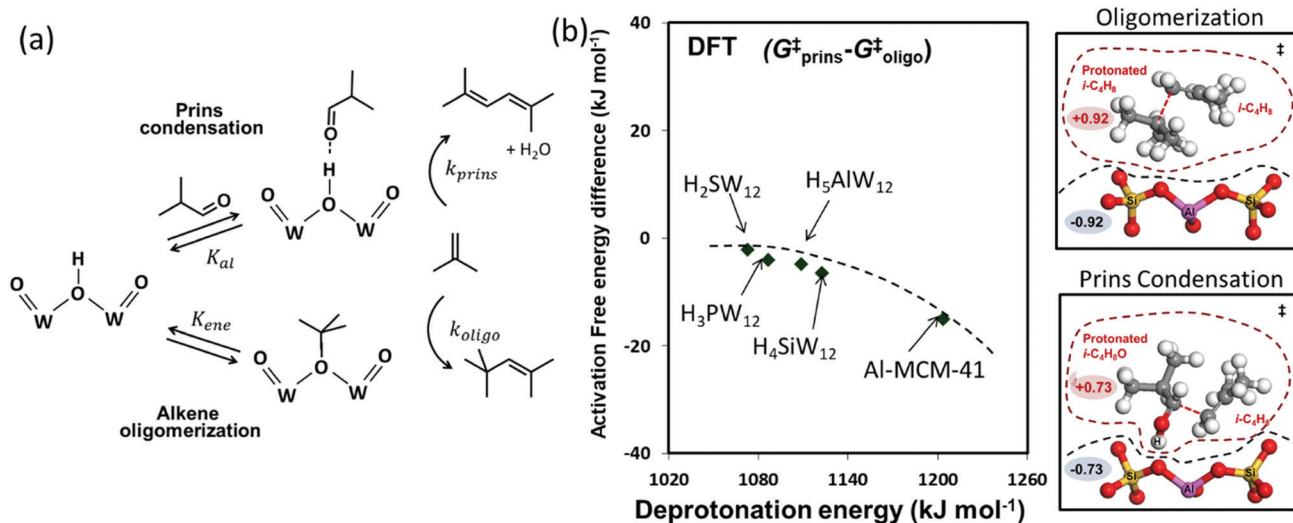 (a)
Prins
condensation
O
H
O
O
O
W
W
k_prins
+ H₂O
O
K_al
H
O
O
O
W
W
K_ene
O
O
O
W
W
k_oligo
Alkene
oligomerization
(b)
DFT (G‡prins-G‡oligo)
Activation Free energy difference (kJ mol⁻¹)
40
20
0
-20
-40
H₂SW₁₂
H₅AlW₁₂
H₃PW₁₂
H₄SiW₁₂
Al-MCM-41
1020
1080
1140
1200
1260
Deprotonation energy (kJ mol⁻¹)
Oligomerization
‡
Protonated
i-C₄H₈
i-C₄H₈
+0.92
-0.92
Si
Al
Si
Prins Condensation
‡
Protonated
i-C₄H₈O
+0.73
i-C₄H₈
H
-0.73
Si
Al
Si